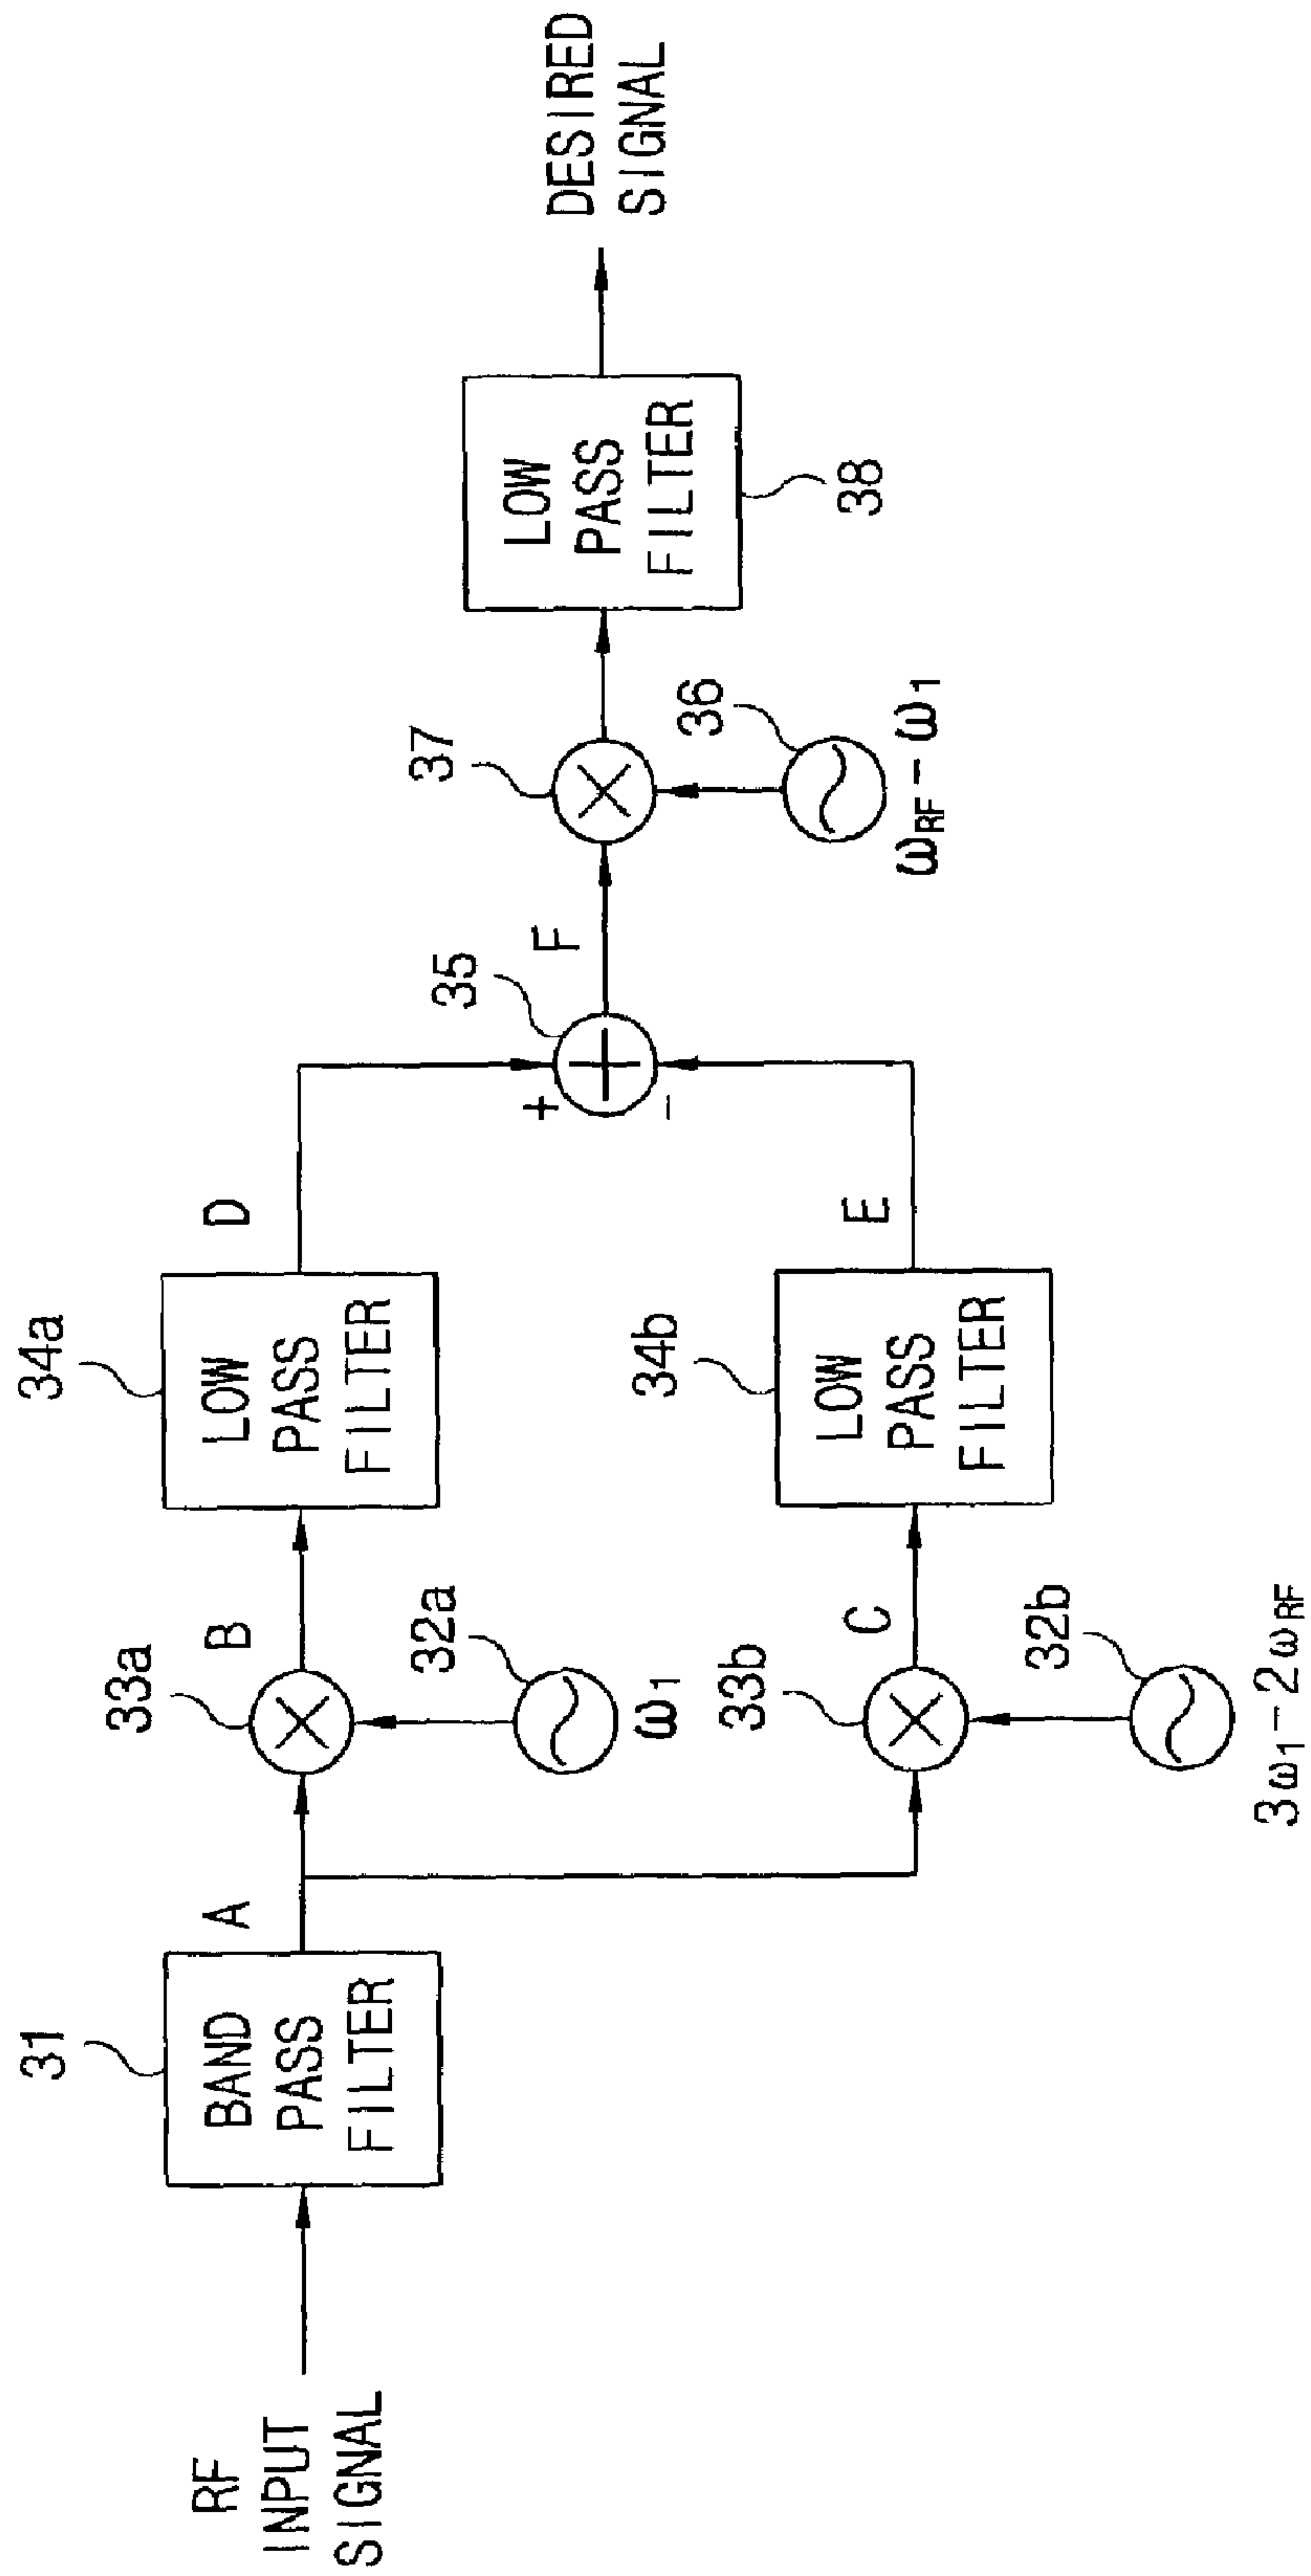 RF
INPUT
SIGNAL
31
BAND
PASS
FILTER
A
33a
B
32a
ω1
34a
LOW
PASS
FILTER
D
33b
C
32b
3ω1-2ωRF
34b
LOW
PASS
FILTER
E
35
+
-
F
37
36
ωRF-ω1
LOW
PASS
FILTER
38
DESIRED
SIGNAL